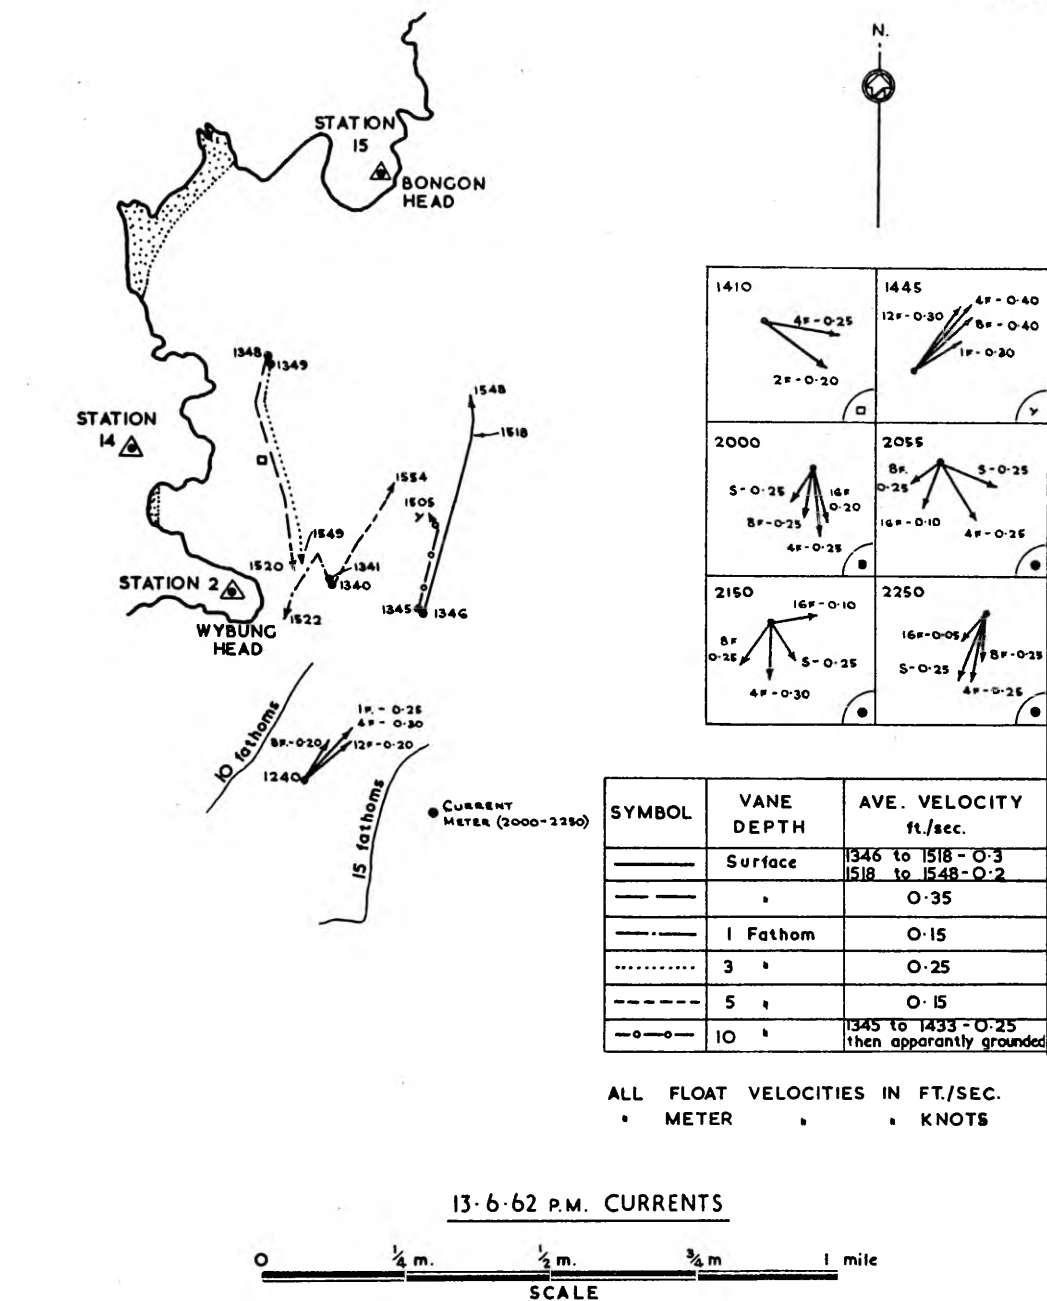 N.
STATION
15
BONGON
HEAD
1348
1349
STATION
14
1548
1518
1554
1505
Y
1549
1520
1341
1340
STATION 2
1522
1345
1346
WYBUNG
HEAD
10 fathoms
1F. - 0.25
4F - 0.30
8F. - 0.20
12F - 0.20
1240
15 fathoms
CURRENT
METER (2000-2250)
1410
4F - 0.25
2F - 0.20
1445
4F - 0.40
12F - 0.30
8F - 0.40
1F - 0.30
Y
2000
S - 0.25
16F
0.20
8F - 0.25
4F - 0.25
2055
8F.
0.25
S - 0.25
16F - 0.10
4F - 0.25
2150
16F - 0.10
8F
0.25
S - 0.25
4F - 0.30
2250
16F - 0.05
8F - 0.25
S - 0.25
4F - 0.25
SYMBOL VANE DEPTH AVE. VELOCITY ft./sec.
Surface 1346 to 1518 - 0.3
1518 to 1548 - 0.2
" 0.35
1 Fathom 0.15
3 " 0.25
5 " 0.15
10 " 1345 to 1433 - 0.25
then apparantly grounded
ALL FLOAT VELOCITIES IN FT./SEC.
" METER " " KNOTS
13.6.62 P.M. CURRENTS
0 1/4 m. 1/2 m. 3/4 m 1 mile
SCALE